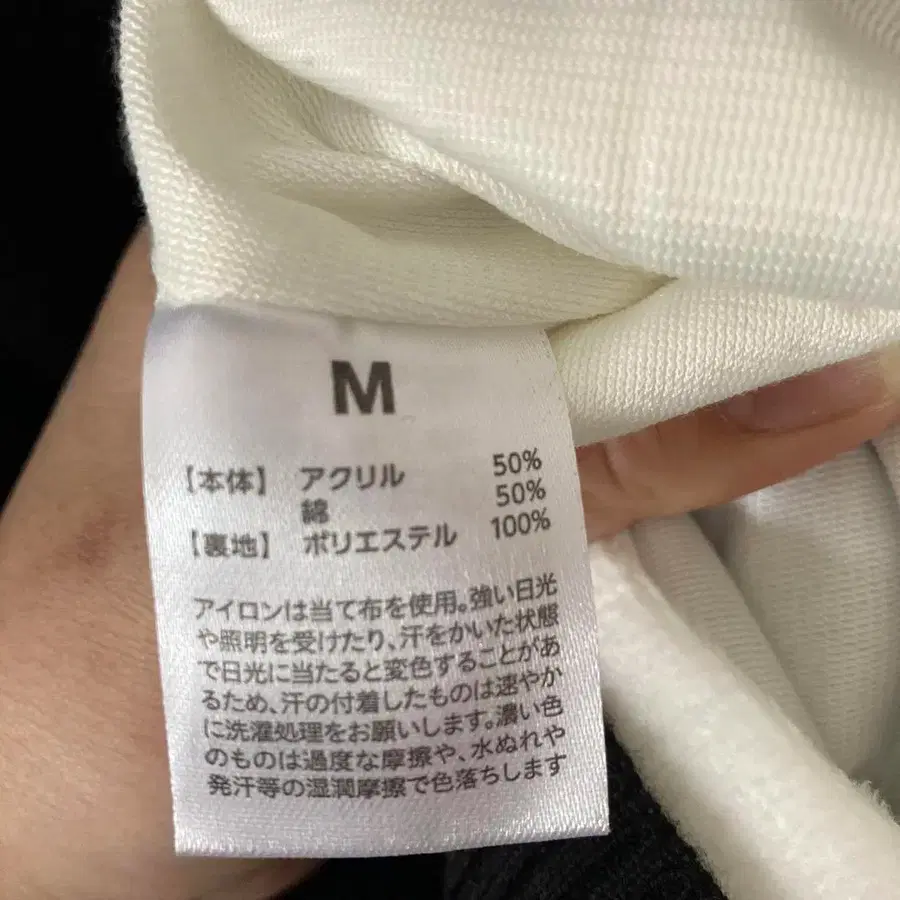 M
【本体】 アクリル 50%
綿 50%
【裏地】 ポリエステル 100%
アイロンは当て布を使用。強い日光
や照明を受けたり、汗をかいた状態
で日光に当たると変色することがあ
るため、汗の付着したものは速やか
に洗濯処理をお願いします。濃い色
のものは過度な摩擦や、水ぬれや
発汗等の湿潤摩擦で色落ちします